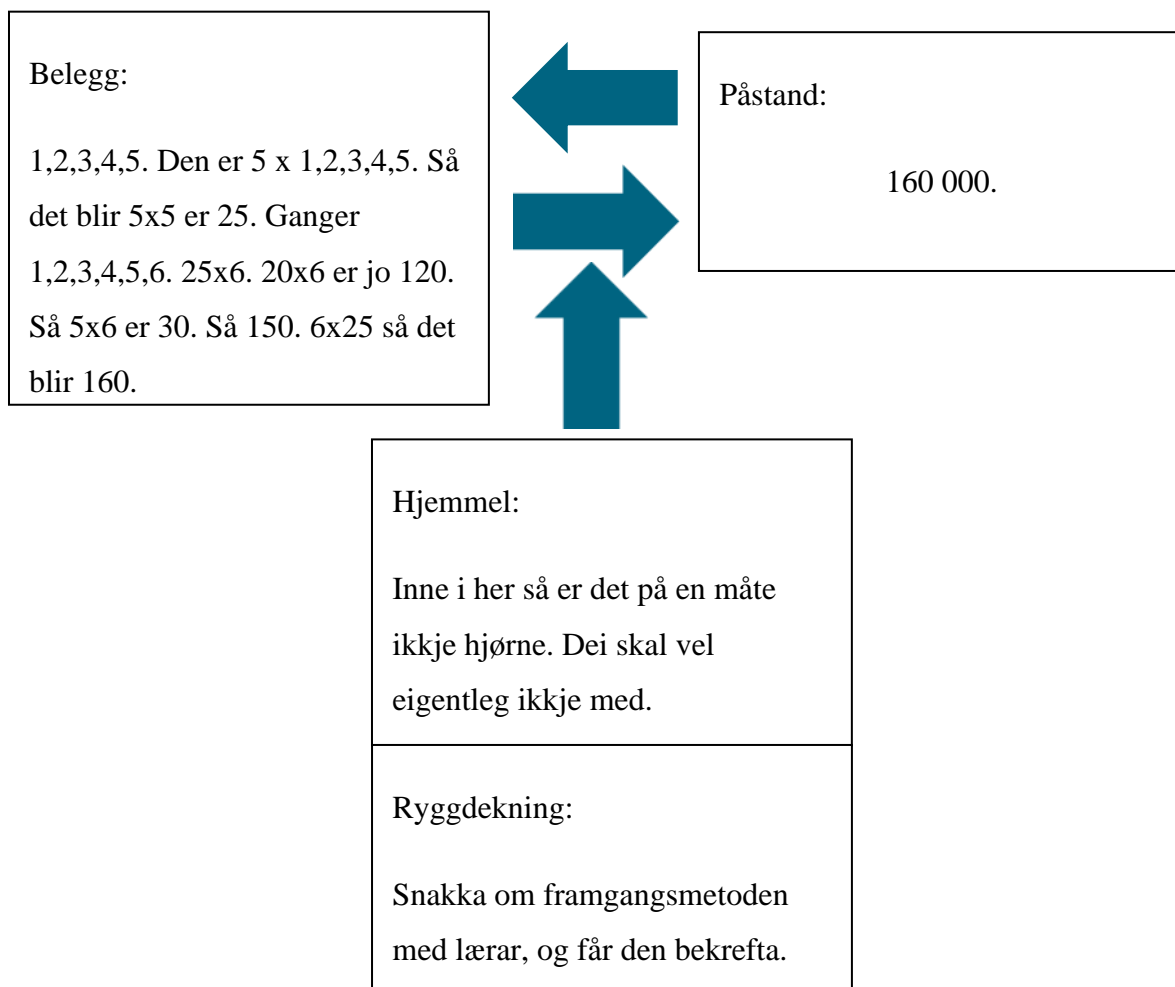 Belegg:
1,2,3,4,5. Den er 5 x 1,2,3,4,5. Så
det blir 5x5 er 25. Ganger
1,2,3,4,5,6. 25x6. 20x6 er jo 120.
Så 5x6 er 30. Så 150. 6x25 så det
blir 160.
Påstand:
160 000.
Hjemmel:
Inne i her så er det på en måte
ikkje hjørne. Dei skal vel
eigentleg ikkje med.
Ryggdekning:
Snakka om framgangsmetoden
med lærar, og får den bekrefta.